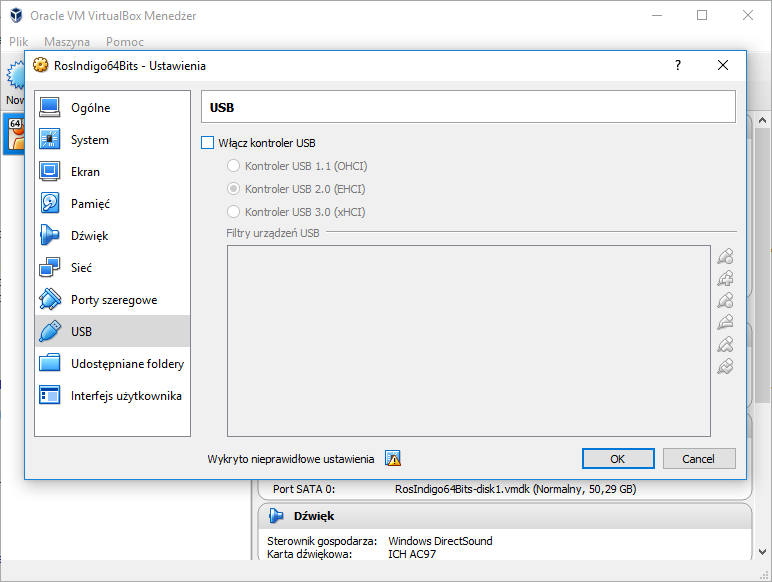 Oracle VM VirtualBox Menedżer
Plik Maszyna Pomoc
Now
64
RosIndigo64Bits - Ustawienia
?
Ogólne
System
Ekran
Pamięć
Dźwięk
Sieć
Porty szeregowe
USB
Udostępniane foldery
Interfejs użytkownika
USB
Włącz kontroler USB
Kontroler USB 1.1 (OHCI)
Kontroler USB 2.0 (EHCI)
Kontroler USB 3.0 (xHCI)
Filtry urządzeń USB
Wykryto nieprawidłowe ustawienia
OK Cancel
Port SATA 0: RosIndigo64Bits-disk1.vmdk (Normalny, 50,29 GB)
Dźwięk
Sterownik gospodarza: Windows DirectSound
Karta dźwiękowa: ICH AC97